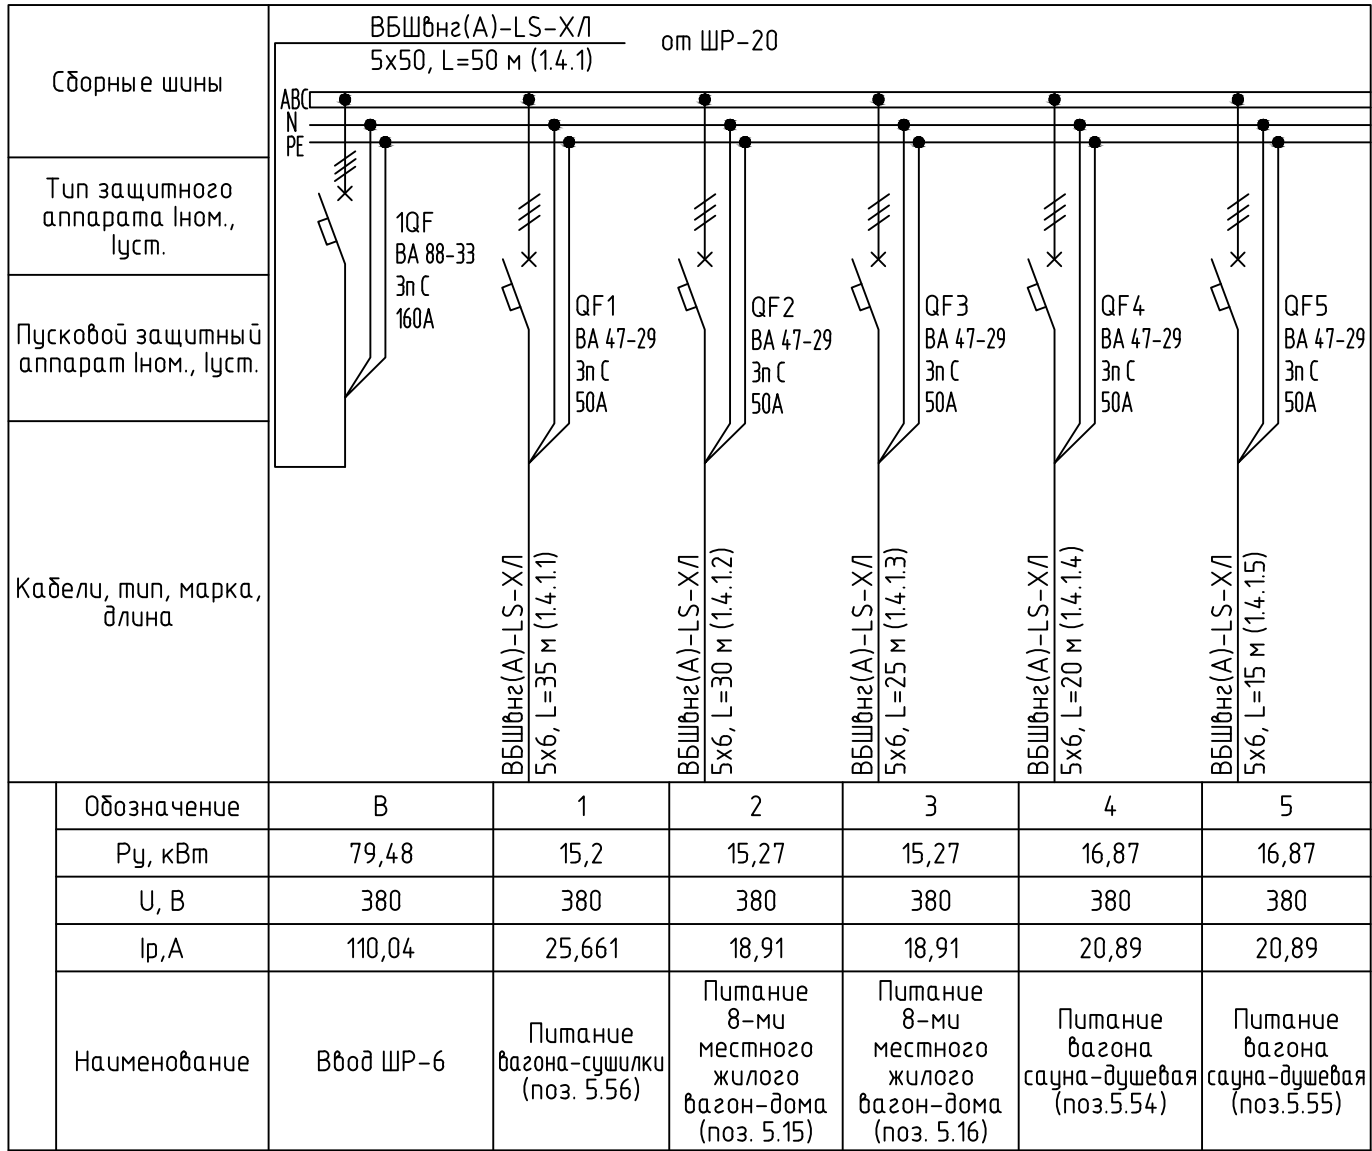 Сборные шины
ВБШвнг(А)-LS-ХЛ
5х50, L=50 м (1.4.1)
от ШР-20
ABC
N
PE
Тип защитного
аппарата Iном.,
Iуст.
Пусковой защитный
аппарат Iном., Iуст.
1QF
ВА 88-33
3п С
160А
QF1
ВА 47-29
3п С
50А
QF2
ВА 47-29
3п С
50А
QF3
ВА 47-29
3п С
50А
QF4
ВА 47-29
3п С
50А
QF5
ВА 47-29
3п С
50А
Кабели, тип, марка,
длина
ВБШвнг(А)-LS-ХЛ
5х6, L=35 м (1.4.1.1)
ВБШвнг(А)-LS-ХЛ
5х6, L=30 м (1.4.1.2)
ВБШвнг(А)-LS-ХЛ
5х6, L=25 м (1.4.1.3)
ВБШвнг(А)-LS-ХЛ
5х6, L=20 м (1.4.1.4)
ВБШвнг(А)-LS-ХЛ
5х6, L=15 м (1.4.1.5)
Обозначение
В
1
2
3
4
5
Ру, кВт
79,48
15,2
15,27
15,27
16,87
16,87
U, В
380
380
380
380
380
380
Iр,А
110,04
25,661
18,91
18,91
20,89
20,89
Наименование
Ввод ШР-6
Питание
вагона-сушилки
(поз. 5.56)
Питание
8-ми
местного
жилого
вагон-дома
(поз. 5.15)
Питание
8-ми
местного
жилого
вагон-дома
(поз. 5.16)
Питание
вагона
сауна-душевая
(поз.5.54)
Питание
вагона
сауна-душевая
(поз.5.55)